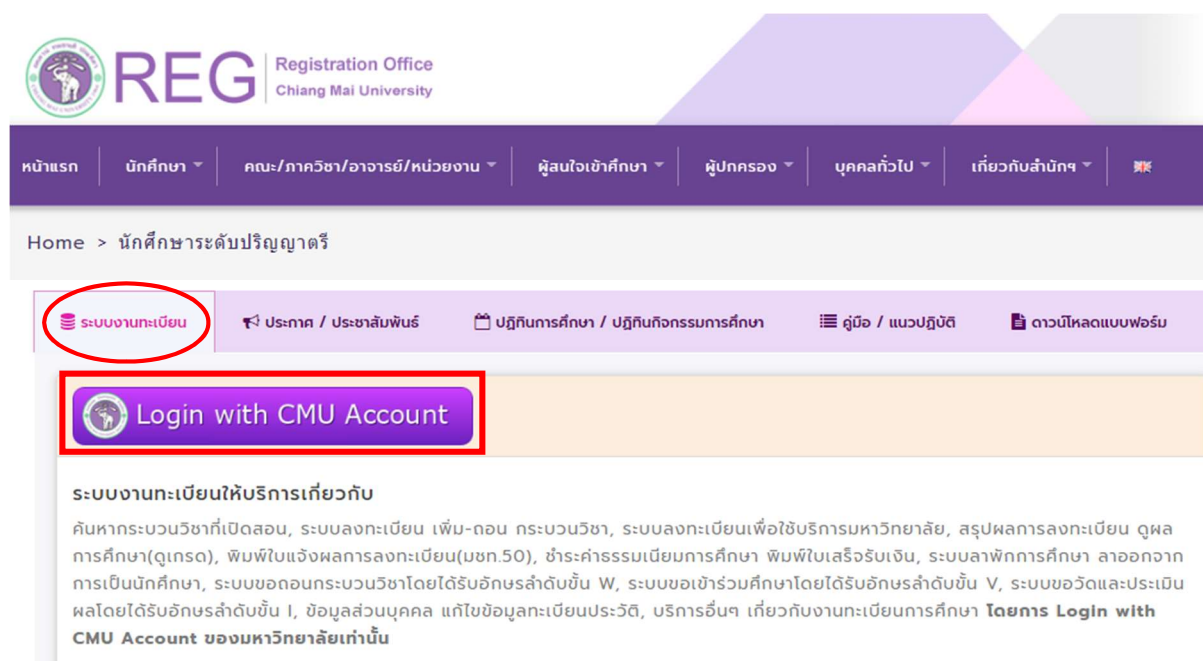 REG
Registration Office
Chiang Mai University
หน้าแรก นักศึกษา คณะ/ภาควิชา/อาจารย์/หน่วยงาน ผู้สนใจเข้าศึกษา ผู้ปกครอง บุคคลทั่วไป เกี่ยวกับสำนักฯ
Home > นักศึกษาระดับปริญญาตรี
ระบบงานทะเบียน ประกาศ / ประชาสัมพันธ์ ปฏิทินการศึกษา / ปฏิทินกิจกรรมการศึกษา คู่มือ / แนวปฏิบัติ ดาวน์โหลดแบบฟอร์ม
Login with CMU Account
ระบบงานทะเบียนให้บริการเกี่ยวกับ
ค้นหากระบวนวิชาที่เปิดสอน, ระบบลงทะเบียน เพิ่ม-ถอน กระบวนวิชา, ระบบลงทะเบียนเพื่อใช้บริการมหาวิทยาลัย, สรุปผลการลงทะเบียน ดูผล
การศึกษา(ดูเกรด), พิมพ์ใบแจ้งผลการลงทะเบียน(มชท.50), ชำระค่าธรรมเนียมการศึกษา พิมพ์ใบเสร็จรับเงิน, ระบบลาพักการศึกษา ลาออกจาก
การเป็นนักศึกษา, ระบบขอถอนกระบวนวิชาโดยได้รับอักษรลำดับขั้น W, ระบบขอเข้าร่วมศึกษาโดยได้รับอักษรลำดับขั้น V, ระบบขอวัดและประเมิน
ผลโดยได้รับอักษรลำดับขั้น I, ข้อมูลส่วนบุคคล แก้ไขข้อมูลทะเบียนประวัติ, บริการอื่นๆ เกี่ยวกับงานทะเบียนการศึกษา โดยการ Login with
CMU Account ของมหาวิทยาลัยเท่านั้น